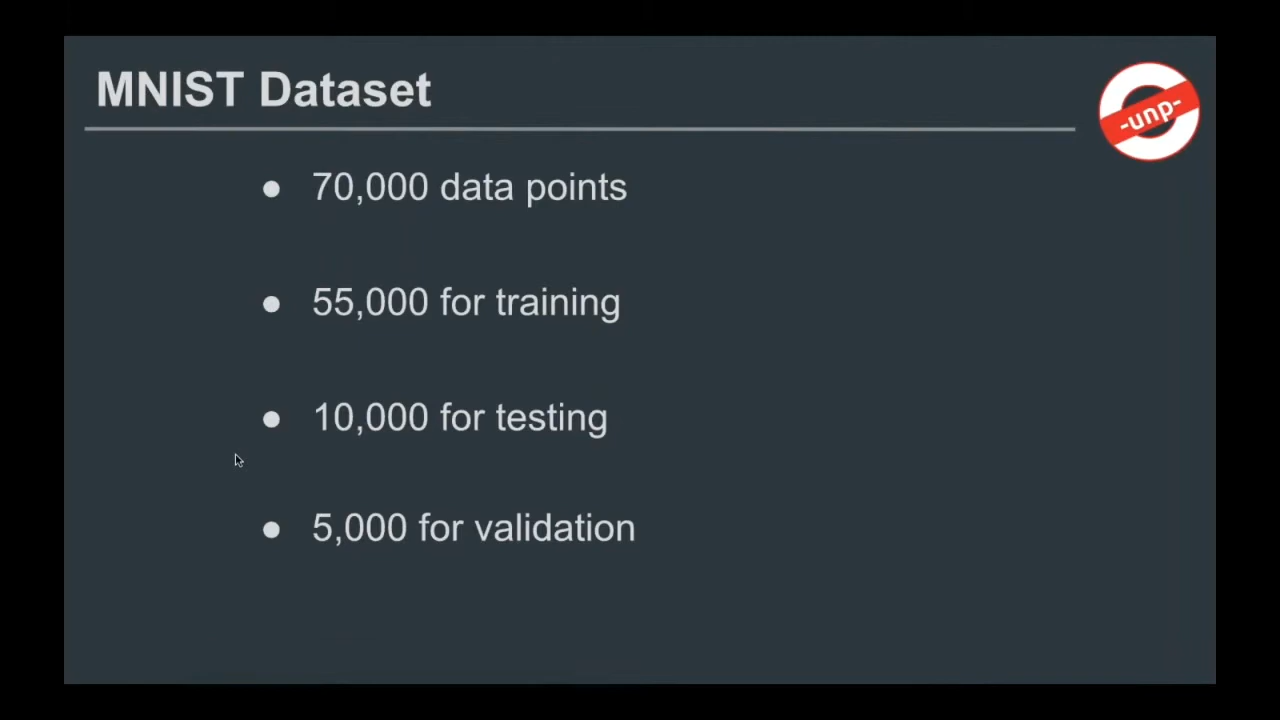 MNIST Dataset
-unp-
● 70,000 data points
● 55,000 for training
● 10,000 for testing
● 5,000 for validation